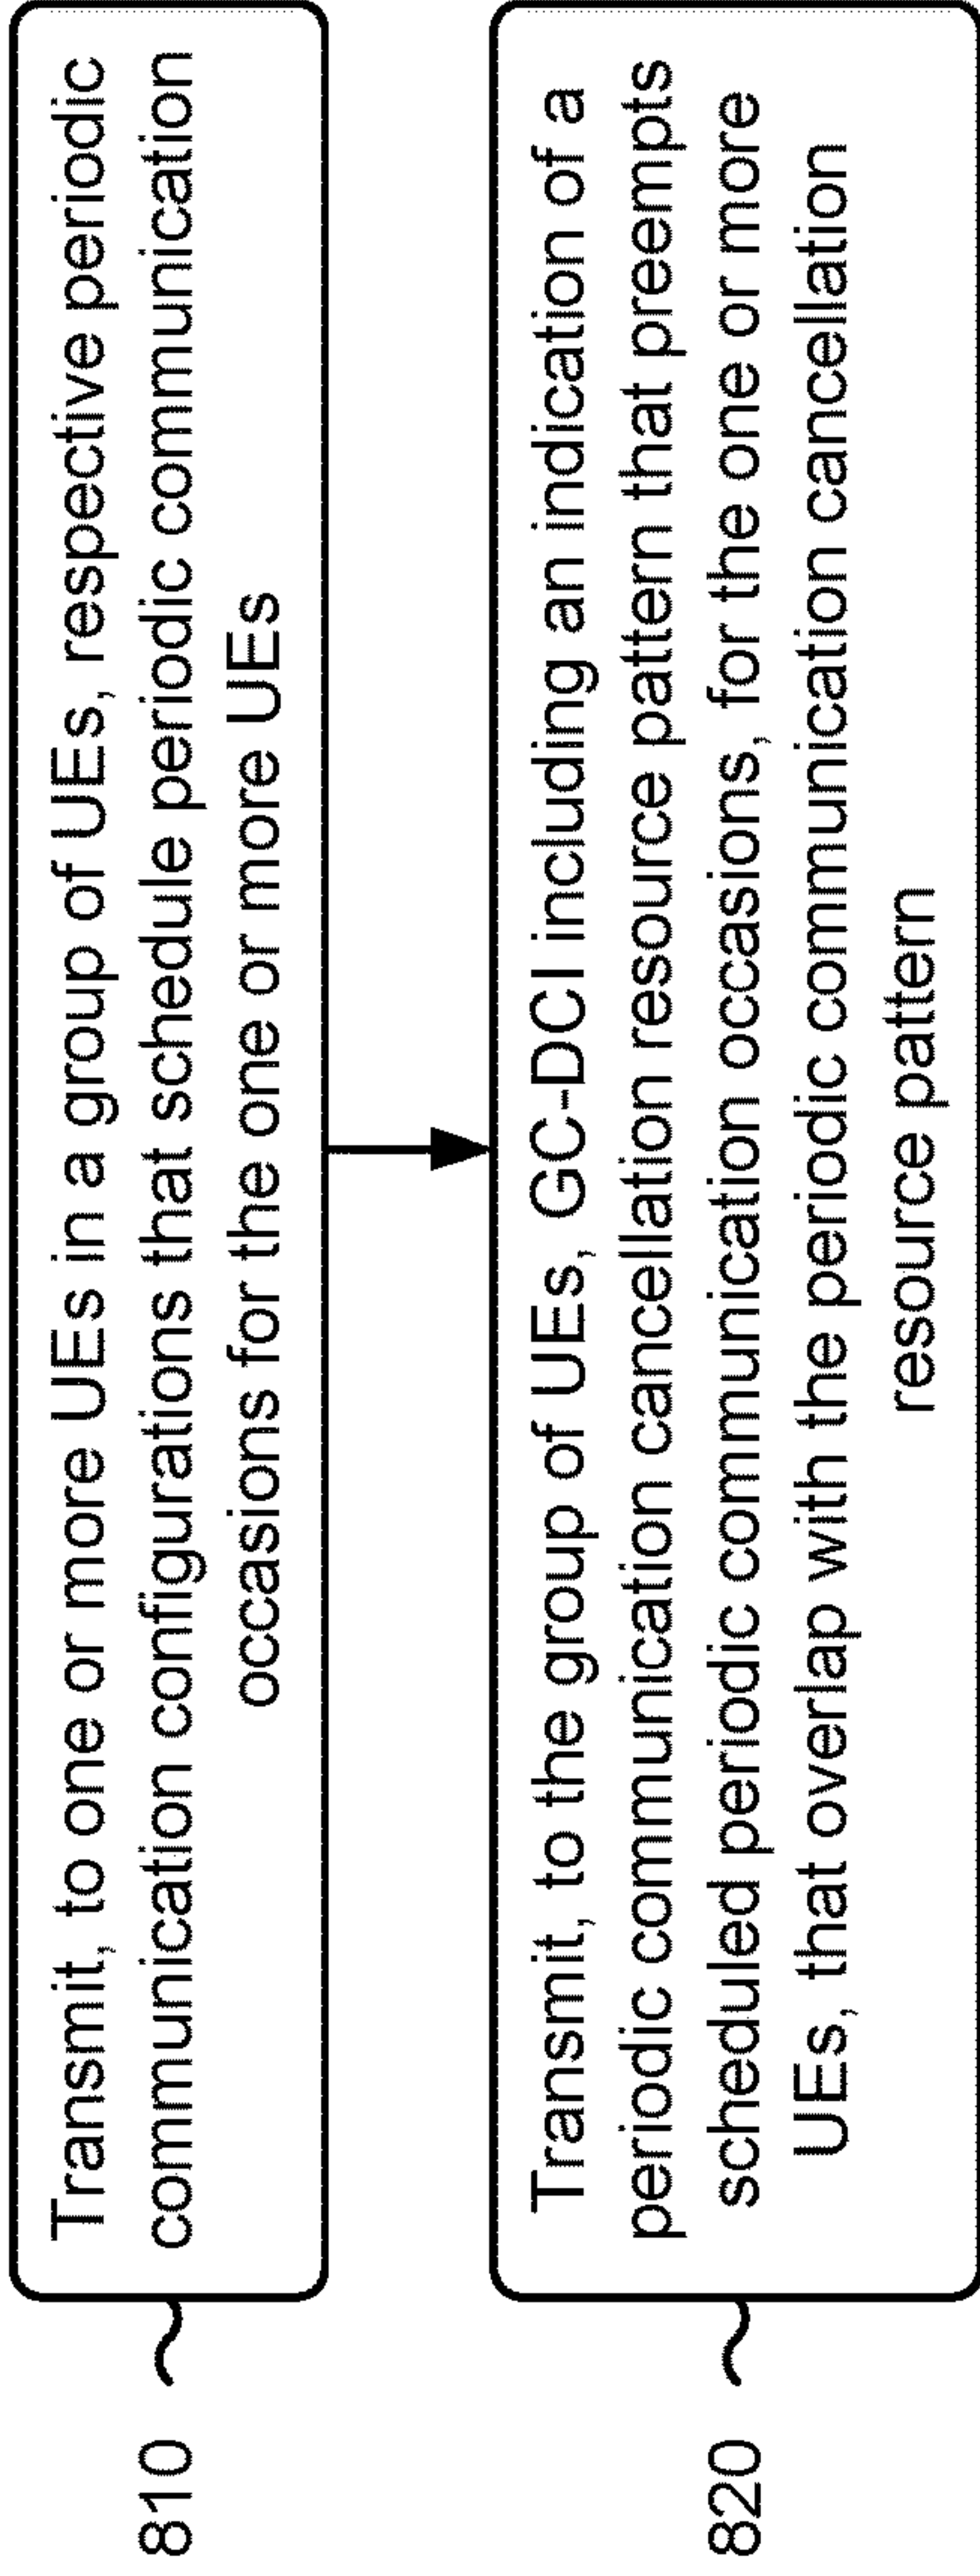 810
Transmit, to one or more UEs in a group of UEs, respective periodic
communication configurations that schedule periodic communication
occasions for the one or more UEs
820
Transmit, to the group of UEs, GC-DCI including an indication of a
periodic communication cancellation resource pattern that preempts
scheduled periodic communication occasions, for the one or more
UEs, that overlap with the periodic communication cancellation
resource pattern